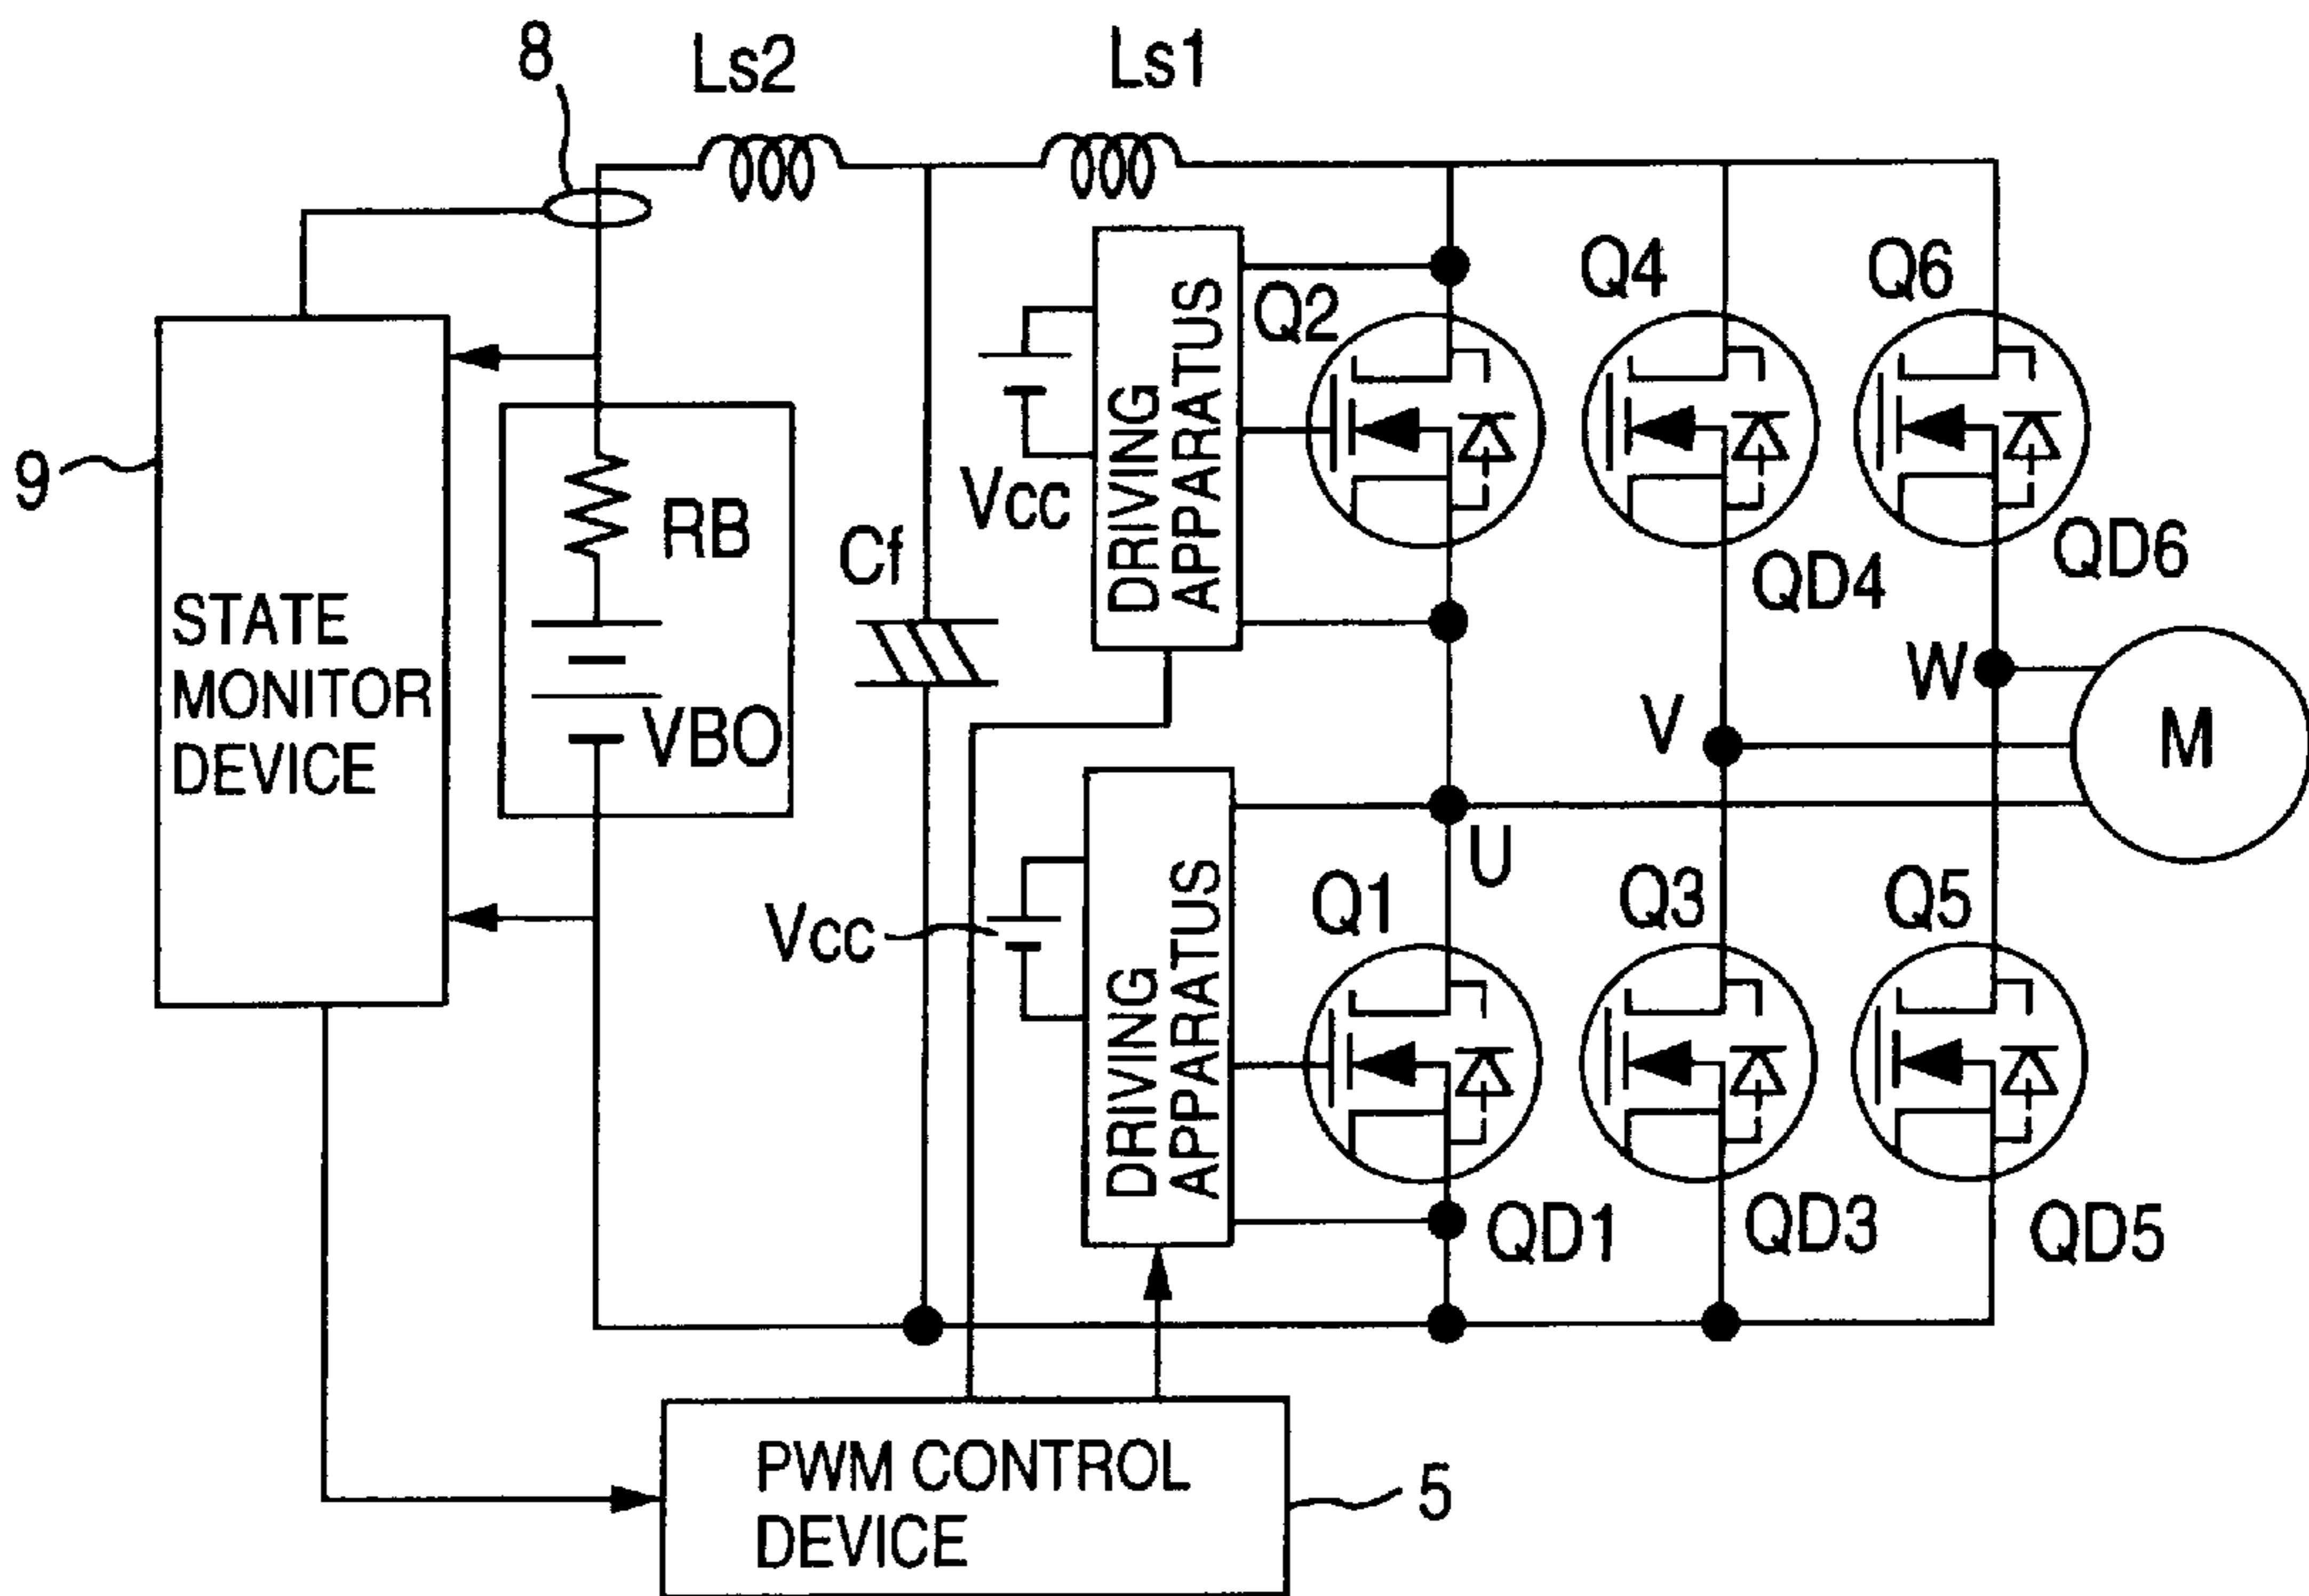 8
Ls2
Ls1
Q2
Q4
Q6
DRIVING
APPARATUS
Vcc
9
RB
VBO
Cf
STATE
MONITOR
DEVICE
QD4
QD6
W
V
M
U
DRIVING
APPARATUS
Vcc
Q1
Q3
Q5
QD1
QD3
QD5
PWM CONTROL
DEVICE
5